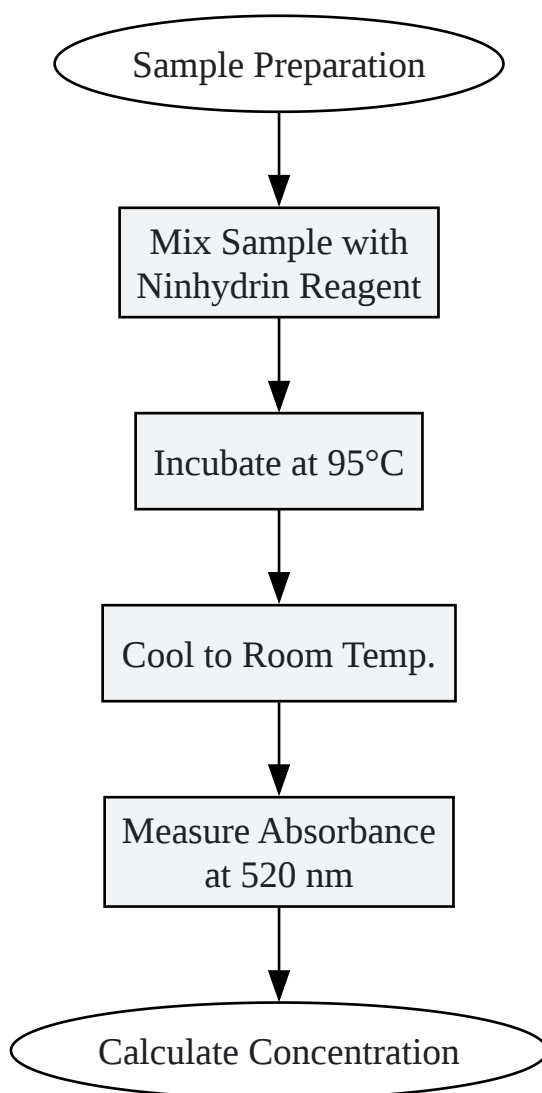 Sample Preparation
Mix Sample with
Ninhydrin Reagent
Incubate at 95°C
Cool to Room Temp.
Measure Absorbance
at 520 nm
Calculate Concentration